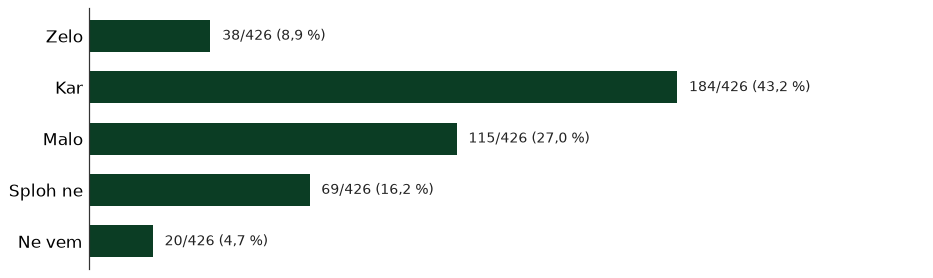 Zelo 38/426 (8,9 %)
Kar 184/426 (43,2 %)
Malo 115/426 (27,0 %)
Sploh ne 69/426 (16,2 %)
Ne vem 20/426 (4,7 %)